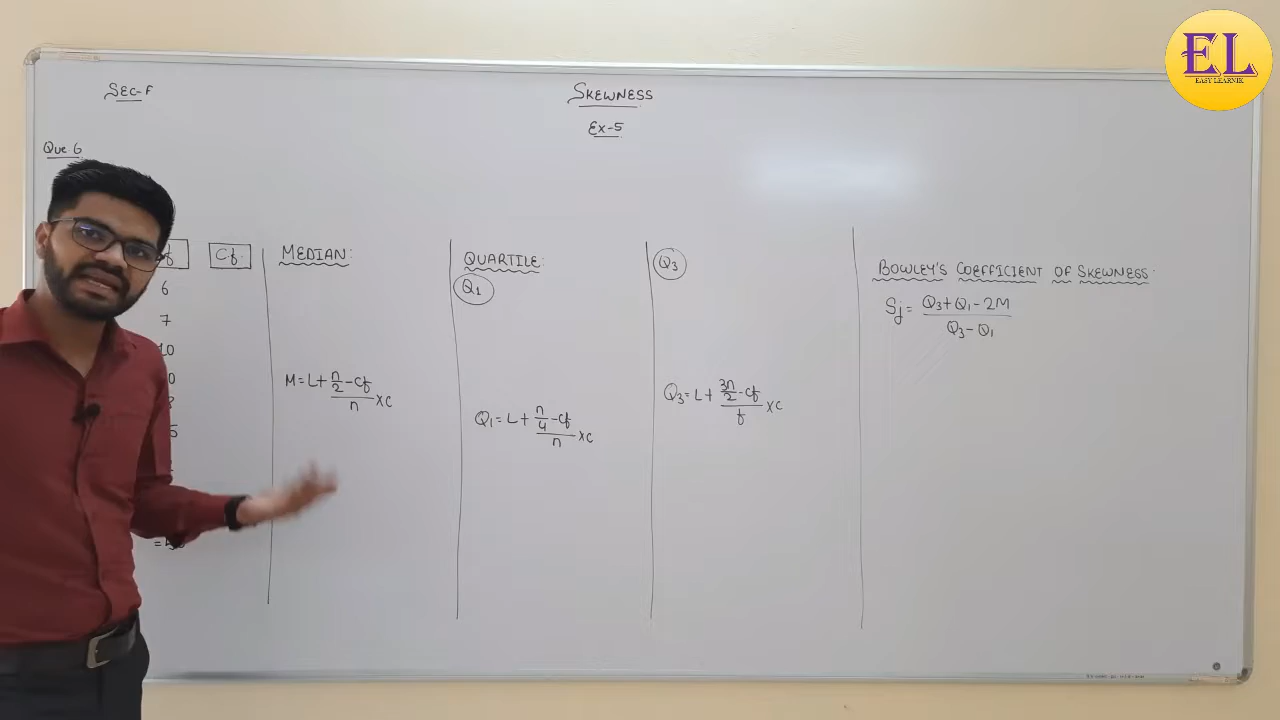 EL
EASY LEARNIK
SEC-F
SKEWNESS
Ex-5
Que 6
f
Cf
6
7
10
MEDIAN:
M = L + n/2 - cf / n × c
QUARTILE:
Q₁
Q₁ = L + n/4 - cf / n × c
Q₃
Q₃ = L + 3n/2 - cf / f × c
BOWLEY'S COEFFICIENT OF SKEWNESS:
Sj = Q₃ + Q₁ - 2M / Q₃ - Q₁